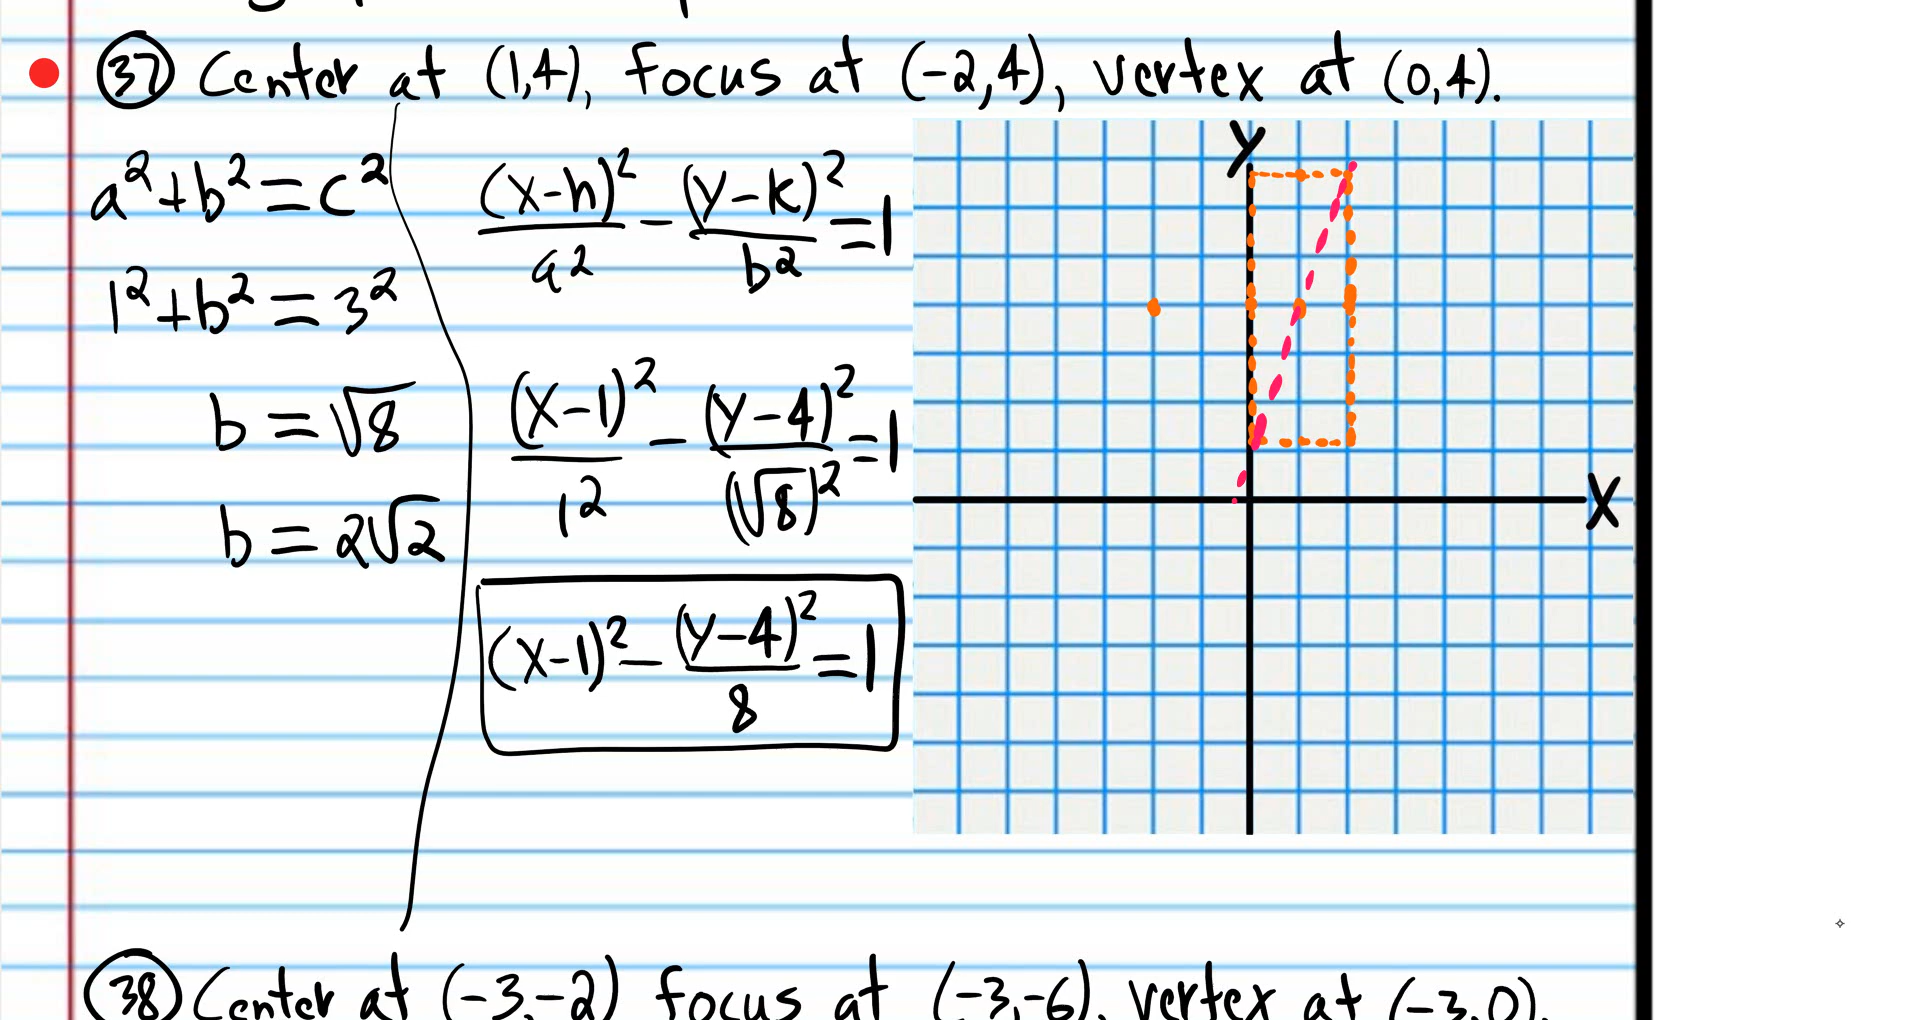 37 Center at (1,4), focus at (-2,4), vertex at (0,4).
a²+b²=c²
1²+b²=3²
b=√8
b=2√2
(x-h)²/a² - (y-k)²/b² =1
(x-1)²/1² - (y-4)²/(√8)² =1
(x-1)² - (y-4)²/8 =1
Y
X
38 Center at (-3,-2) focus at (-3,-6), vertex at (-3,0).